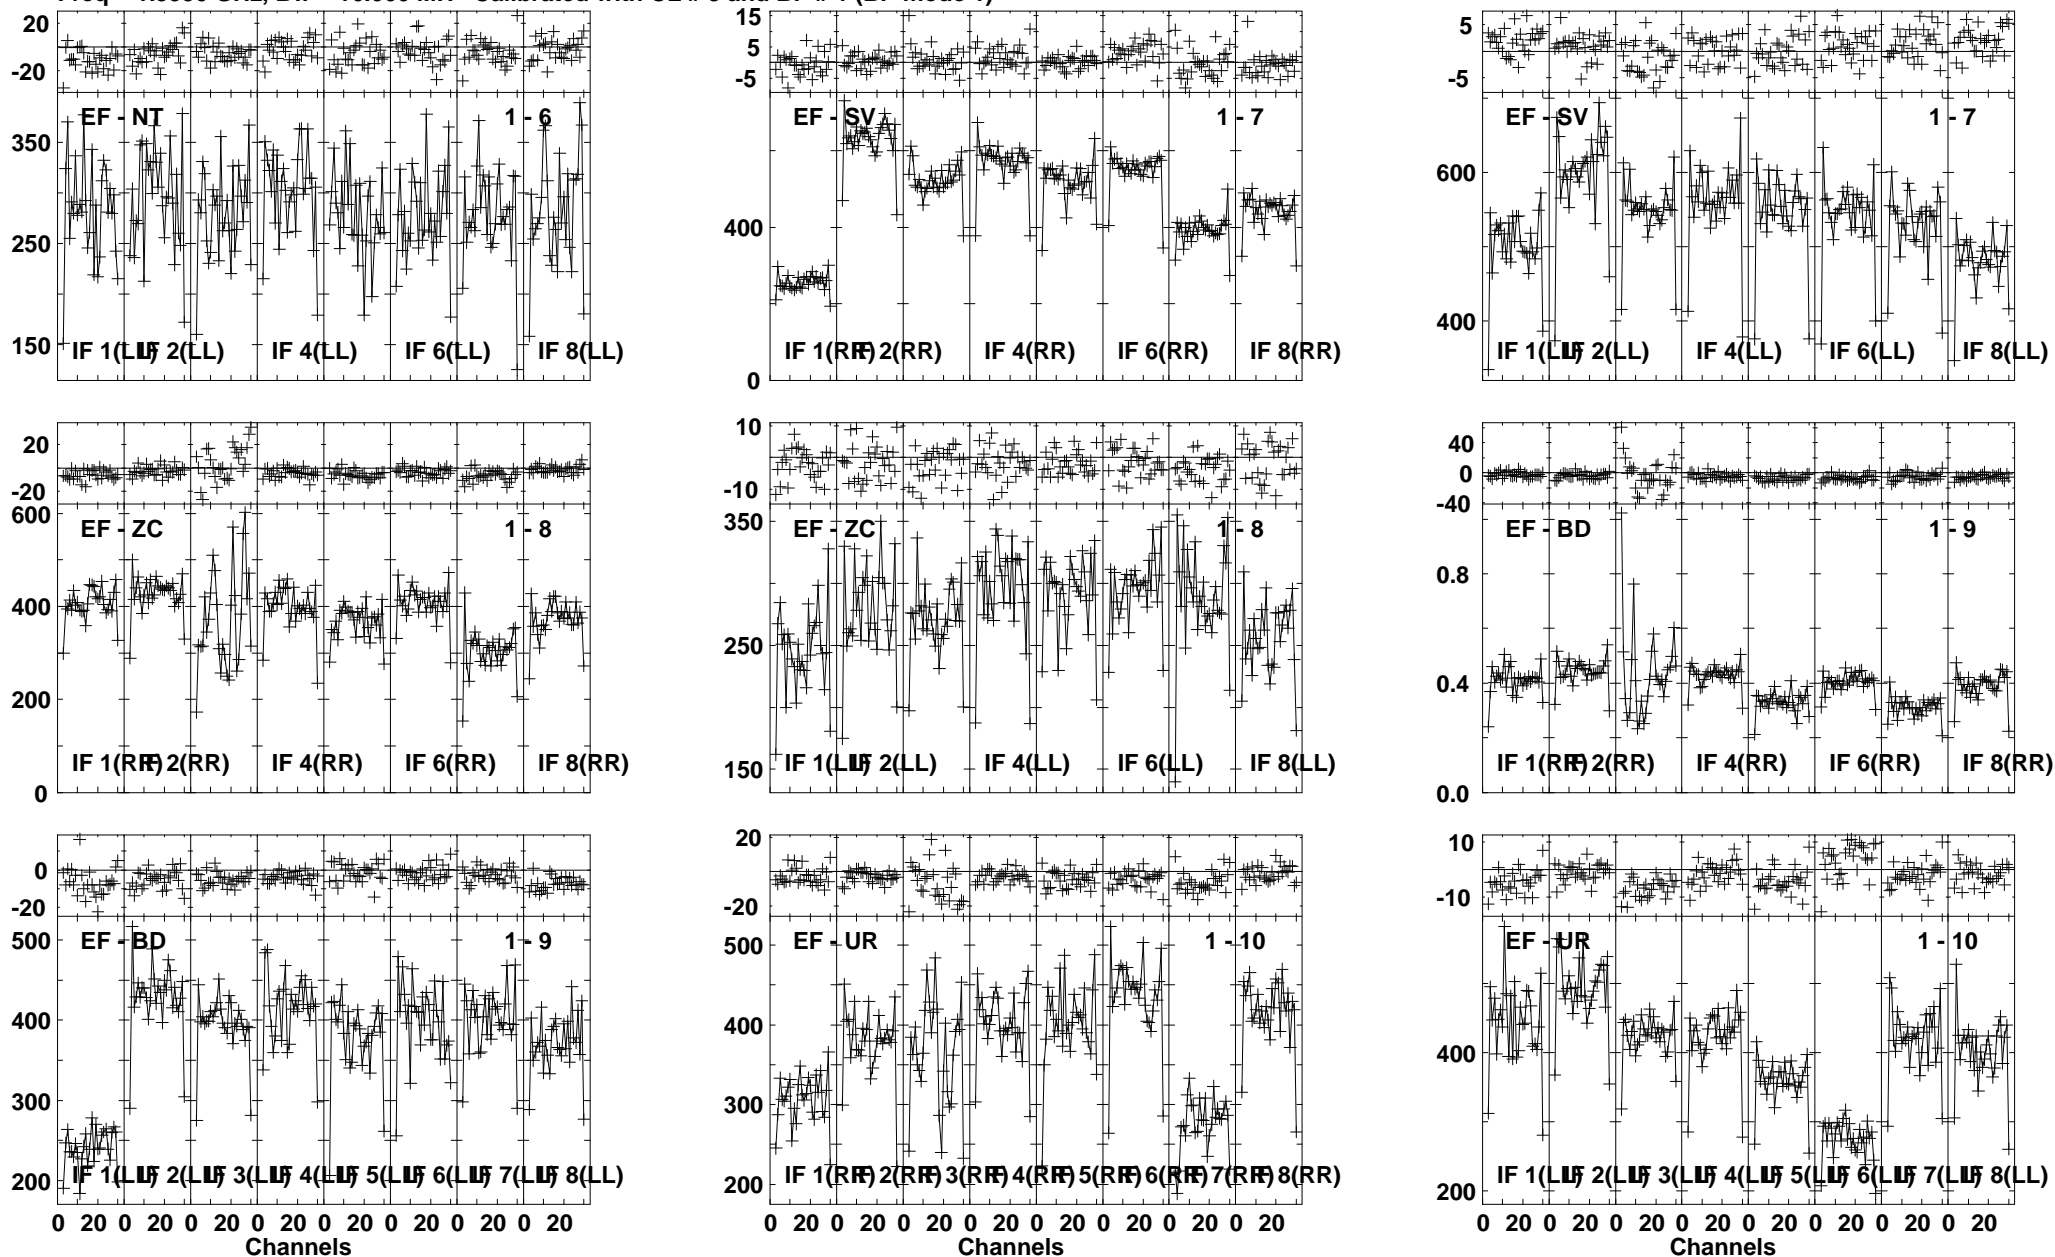 20
-20
EF - NT 1 - 6
350
250
150
IF 1(LL) IF 2(LL) IF 4(LL) IF 6(LL) IF 8(LL)
15
5
-5
EF - SV 1 - 7
400
0
IF 1(RR) IF 2(RR) IF 4(RR) IF 6(RR) IF 8(RR)
5
-5
EF - SV 1 - 7
600
400
IF 1(LL) IF 2(LL) IF 4(LL) IF 6(LL) IF 8(LL)
20
-20
EF - ZC 1 - 8
600
400
200
0
IF 1(RR) IF 2(RR) IF 4(RR) IF 6(RR) IF 8(RR)
10
-10
EF - ZC 1 - 8
350
250
150
IF 1(LL) IF 2(LL) IF 4(LL) IF 6(LL) IF 8(LL)
40
0
-40
EF - BD 1 - 9
0.8
0.4
0.0
IF 1(RR) IF 2(RR) IF 4(RR) IF 6(RR) IF 8(RR)
0
-20
EF - BD 1 - 9
500
400
300
200
IF 1(LL) IF 2(LL) IF 3(LL) IF 4(LL) IF 5(LL) IF 6(LL) IF 7(LL) IF 8(LL)
0 20 0 20 0 20 0 20 0 20 0 20 0 20 0 20
Channels
20
0
-20
EF - UR 1 - 10
500
400
300
200
IF 1(RR) IF 2(RR) IF 3(RR) IF 4(RR) IF 5(RR) IF 6(RR) IF 7(RR) IF 8(RR)
0 20 0 20 0 20 0 20 0 20 0 20 0 20 0 20
Channels
10
-10
EF - UR 1 - 10
400
200
IF 1(LL) IF 2(LL) IF 3(LL) IF 4(LL) IF 5(LL) IF 6(LL) IF 7(LL) IF 8(LL)
0 20 0 20 0 20 0 20 0 20 0 20 0 20 0 20
Channels